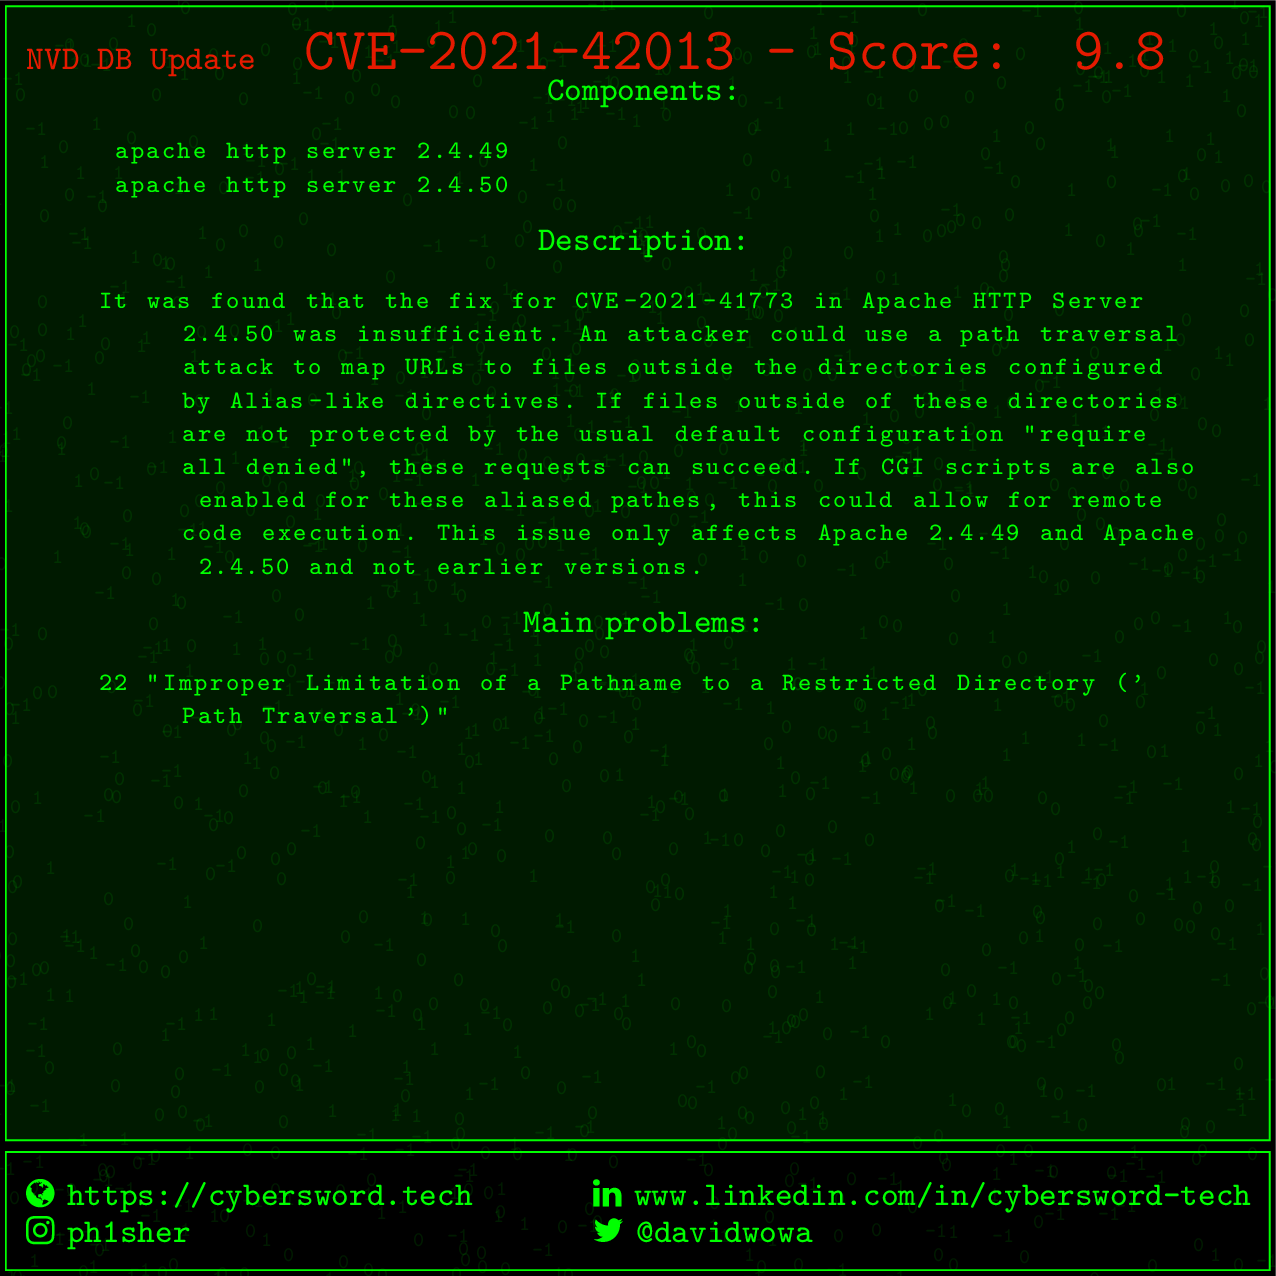 NVD DB Update CVE-2021-42013 - Score: 9.8
Components:
apache http server 2.4.49
apache http server 2.4.50
Description:
It was found that the fix for CVE-2021-41773 in Apache HTTP Server
2.4.50 was insufficient. An attacker could use a path traversal
attack to map URLs to files outside the directories configured
by Alias-like directives. If files outside of these directories
are not protected by the usual default configuration "require
all denied", these requests can succeed. If CGI scripts are also
enabled for these aliased pathes, this could allow for remote
code execution. This issue only affects Apache 2.4.49 and Apache
2.4.50 and not earlier versions.
Main problems:
22 "Improper Limitation of a Pathname to a Restricted Directory ('
Path Traversal')"
https://cybersword.tech
www.linkedin.com/in/cybersword-tech
ph1sher
@davidwowa